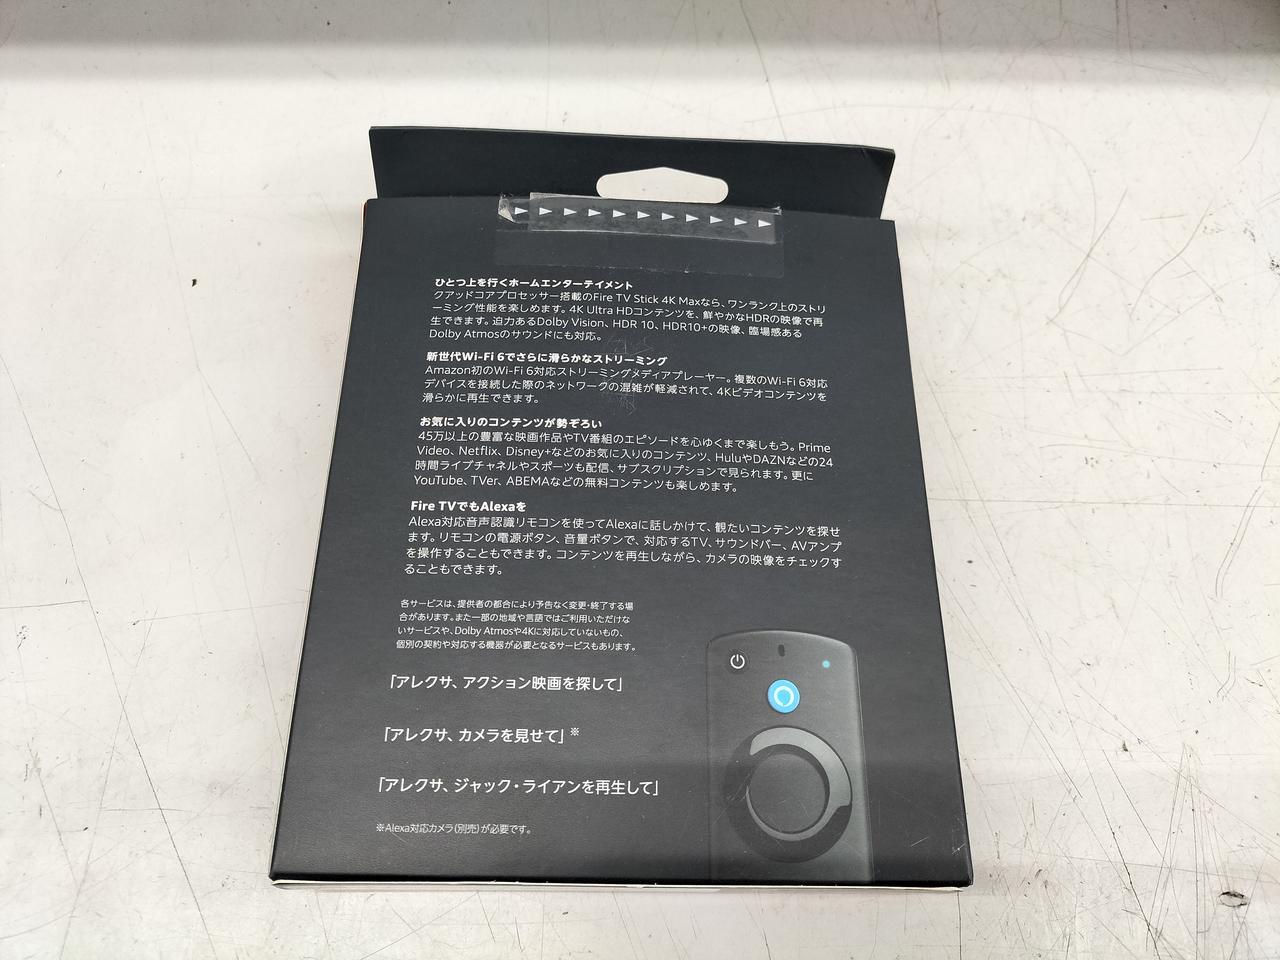 ひとつ上を行くホームエンターテイメント
クアッドコアプロセッサー搭載のFire TV Stick 4K Maxなら、ワンランク上のストリ
ーミング性能を楽しめます。4K Ultra HDコンテンツを、鮮やかなHDRの映像で再
生できます。迫力あるDolby Vision、HDR 10、HDR10+の映像、臨場感ある
Dolby Atmosのサウンドにも対応。
新世代Wi-Fi 6でさらに滑らかなストリーミング
Amazon初のWi-Fi 6対応ストリーミングメディアプレーヤー。複数のWi-Fi 6対応
デバイスを接続した際のネットワークの混雑が軽減されて、4Kビデオコンテンツを
滑らかに再生できます。
お気に入りのコンテンツが勢ぞろい
45万以上の豊富な映画作品やTV番組のエピソードを心ゆくまで楽しもう。Prime
Video、Netflix、Disney+などのお気に入りのコンテンツ、HuluやDAZNなどの24
時間ライブチャネルやスポーツも配信、サブスクリプションで見られます。更に
YouTube、TVer、ABEMAなどの無料コンテンツも楽しめます。
Fire TVでもAlexaを
Alexa対応音声認識リモコンを使ってAlexaに話しかけて、観たいコンテンツを探せ
ます。リモコンの電源ボタン、音量ボタンで、対応するTV、サウンドバー、AVアンプ
を操作することもできます。コンテンツを再生しながら、カメラの映像をチェックす
ることもできます。
各サービスは、提供者の都合により予告なく変更・終了する場
合があります。また一部の地域や言語ではご利用いただけな
いサービスや、Dolby Atmosや4Kに対応していないもの、
個別の契約や対応する機器が必要となるサービスもあります。
「アレクサ、アクション映画を探して」
「アレクサ、カメラを見せて」※
「アレクサ、ジャック・ライアンを再生して」
※Alexa対応カメラ(別売)が必要です。